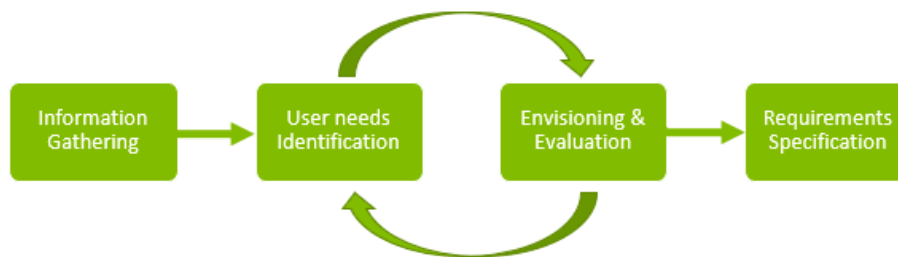 Information
Gathering
User needs
Identification
Envisioning &
Evaluation
Requirements
Specification